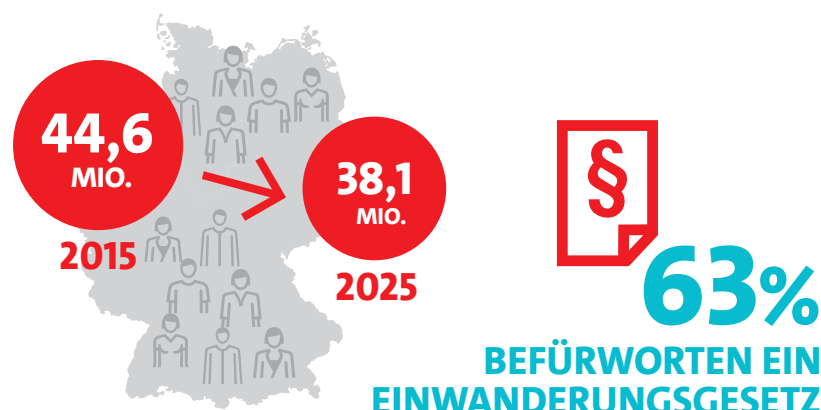 44,6
MIO.
2015
38,1
MIO.
2025
§
63%
BEFÜRWORTEN EIN
EINWANDERUNGSGESETZ